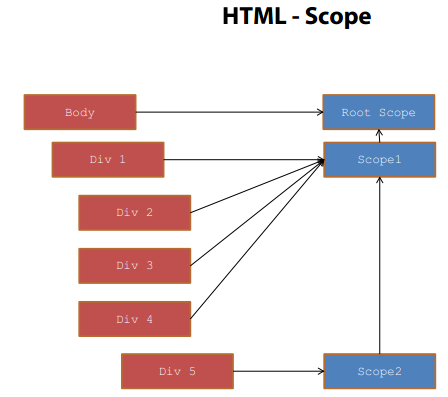 HTML - Scope
Body
Root Scope
Div 1
Scope1
Div 2
Div 3
Div 4
Div 5
Scope2